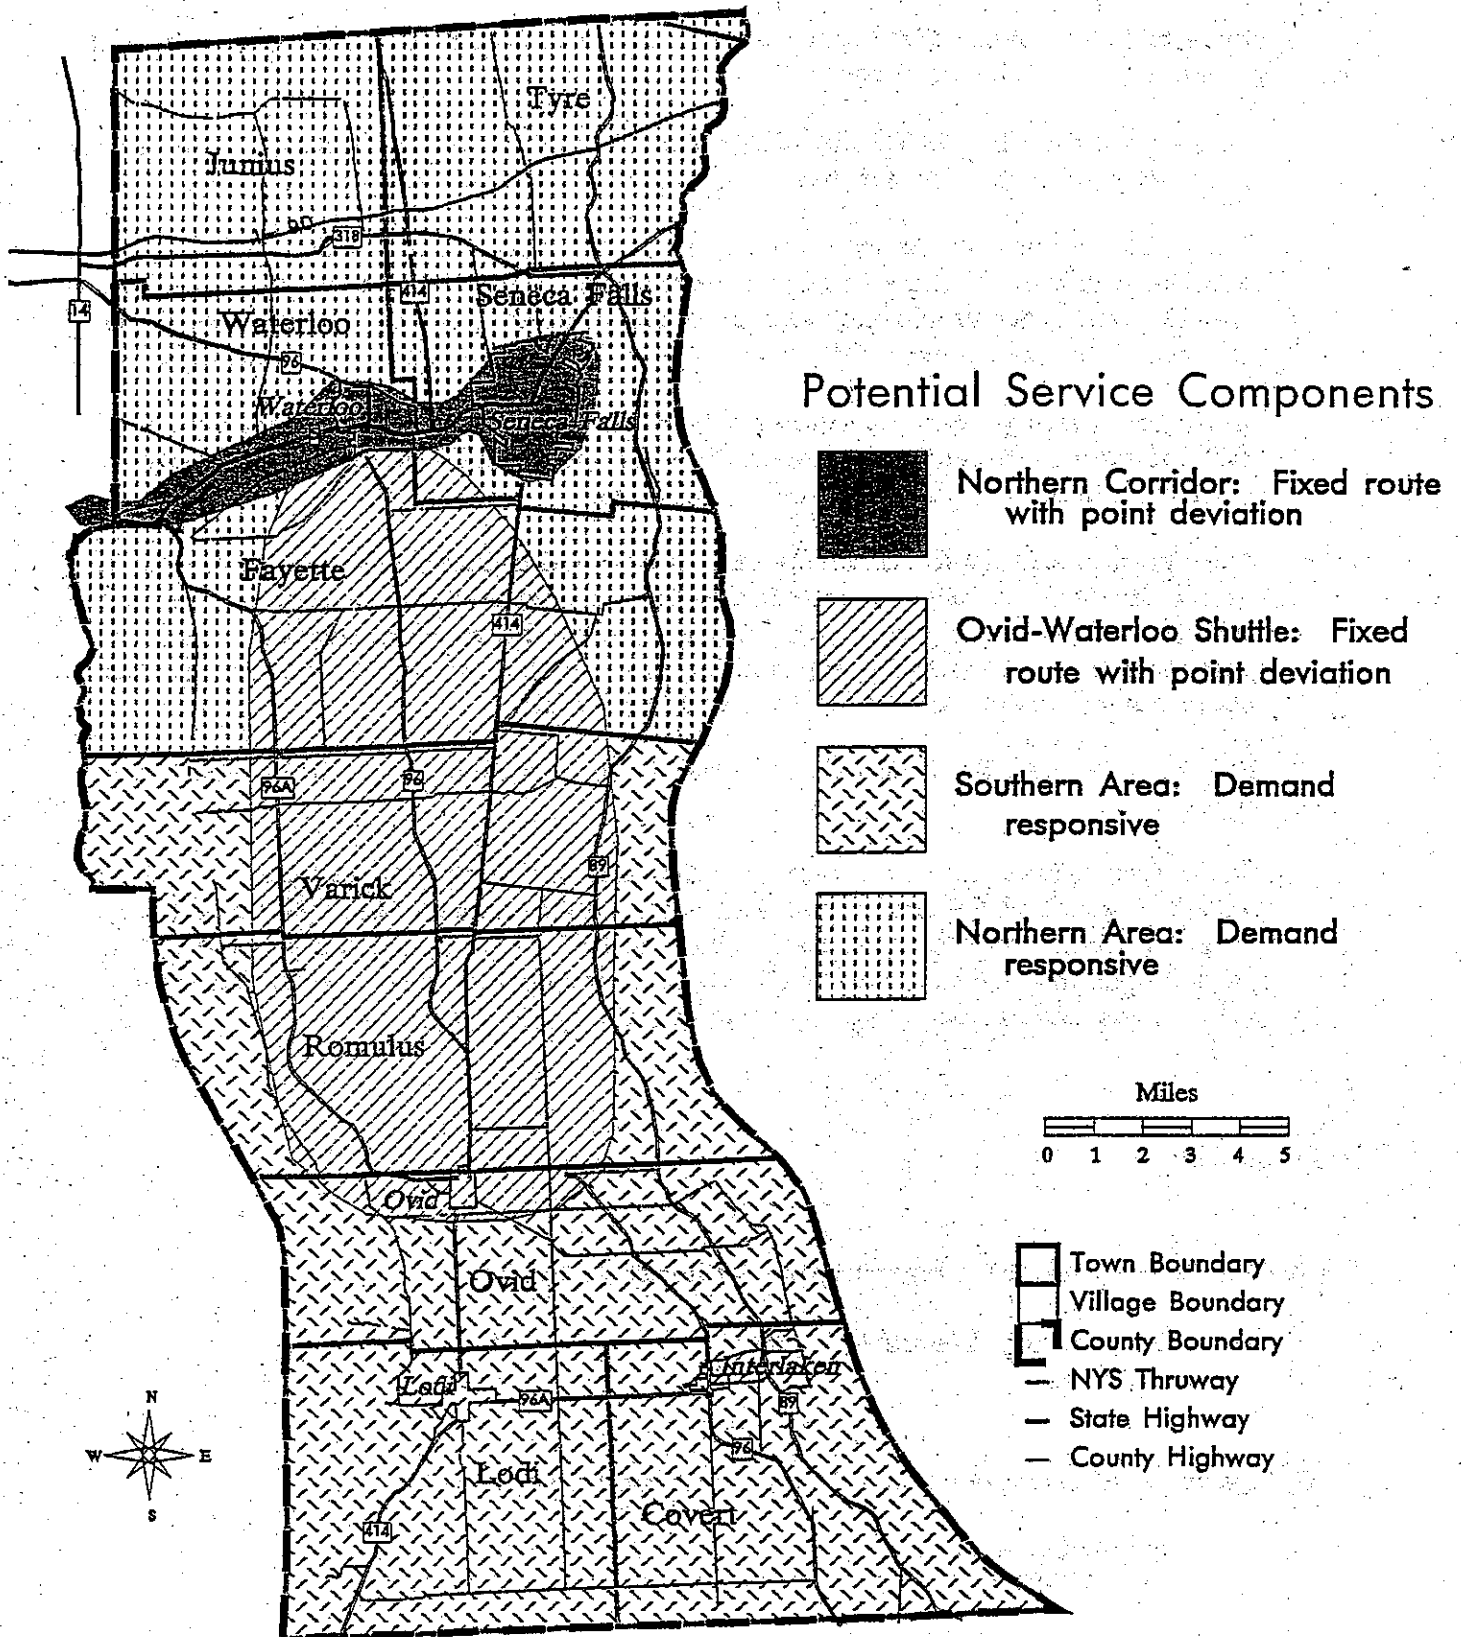 Tyre
Junius
318
414
Seneca Falls
14
Waterloo
96
Waterloo
Seneca Falls
Potential Service Components
Northern Corridor: Fixed route
with point deviation
Fayette
414
Ovid-Waterloo Shuttle: Fixed
route with point deviation
96A
96
Southern Area: Demand
responsive
89
Varick
Northern Area: Demand
responsive
Romulus
Miles
0 1 2 3 4 5
Ovid
Ovid
Town Boundary
Village Boundary
County Boundary
Interlaken
NYS Thruway
Lodi
96A
89
State Highway
N
W E
S
96
County Highway
Lodi
Covert
414